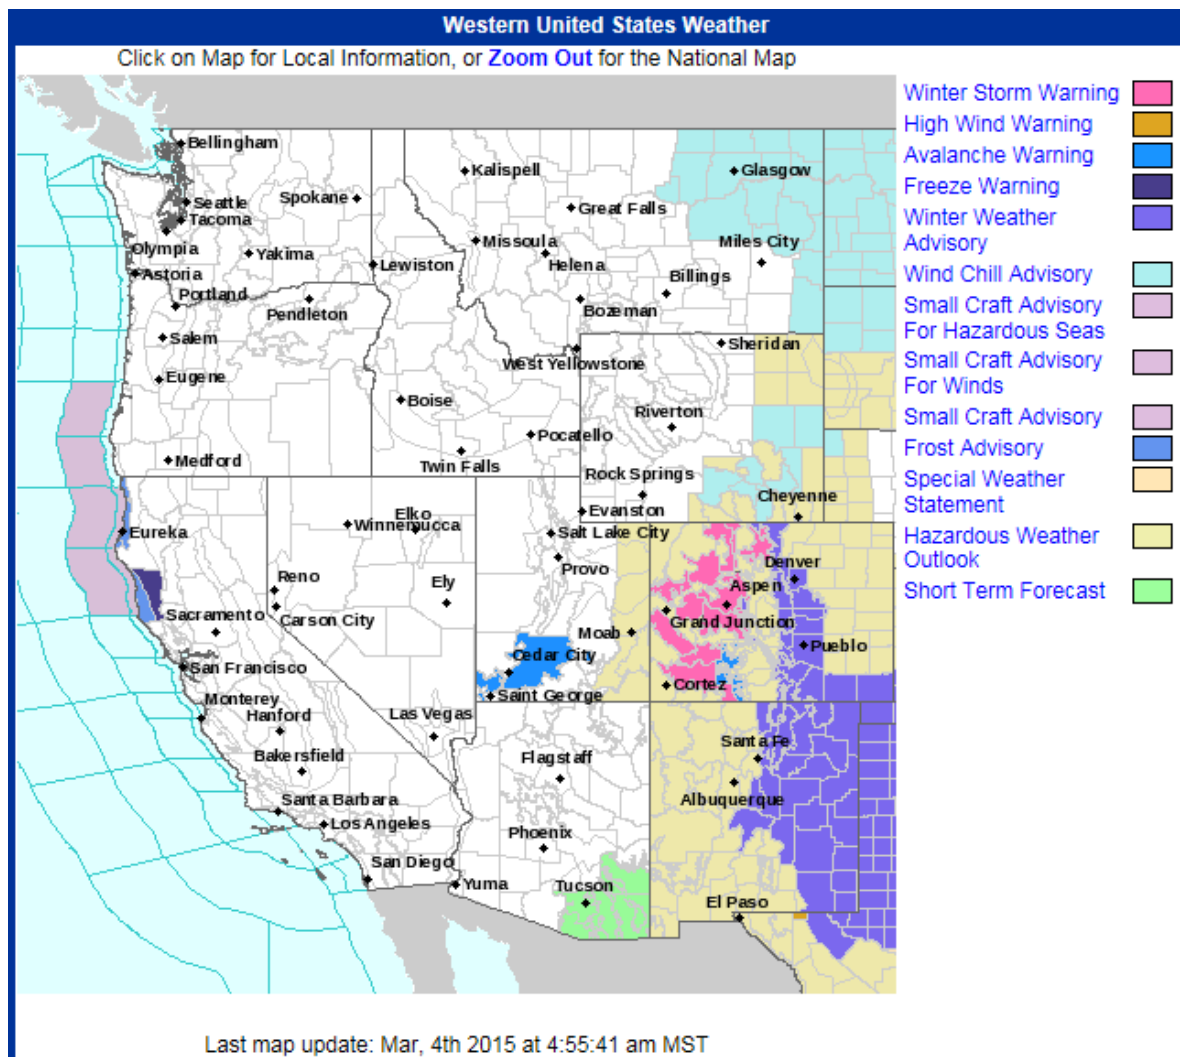 Western United States Weather
Click on Map for Local Information, or Zoom Out for the National Map
Winter Storm Warning
High Wind Warning
Avalanche Warning
Freeze Warning
Winter Weather
Advisory
Wind Chill Advisory
Small Craft Advisory
For Hazardous Seas
Small Craft Advisory
For Winds
Small Craft Advisory
Frost Advisory
Special Weather
Statement
Hazardous Weather
Outlook
Short Term Forecast
Bellingham
Kalispell
Glasgow
Spokane
Seattle
Great Falls
Tacoma
Olympia
Yakima
Missoula
Miles City
Astoria
Lewiston
Helena
Billings
Portland
Pendleton
Bozeman
Salem
Sheridan
West Yellowstone
Eugene
Boise
Riverton
Pocatello
Medford
Twin Falls
Rock Springs
Cheyenne
Evanston
Elko
Winnemucca
Eureka
Salt Lake City
Provo
Denver
Reno
Ely
Aspen
Sacramento
Carson City
Grand Junction
Moab
Pueblo
Cedar City
San Francisco
Cortez
Saint George
Monterey
Hanford
Las Vegas
Santa Fe
Bakersfield
Flagstaff
Albuquerque
Santa Barbara
Los Angeles
Phoenix
San Diego
Yuma
Tucson
El Paso
Last map update: Mar, 4th 2015 at 4:55:41 am MST